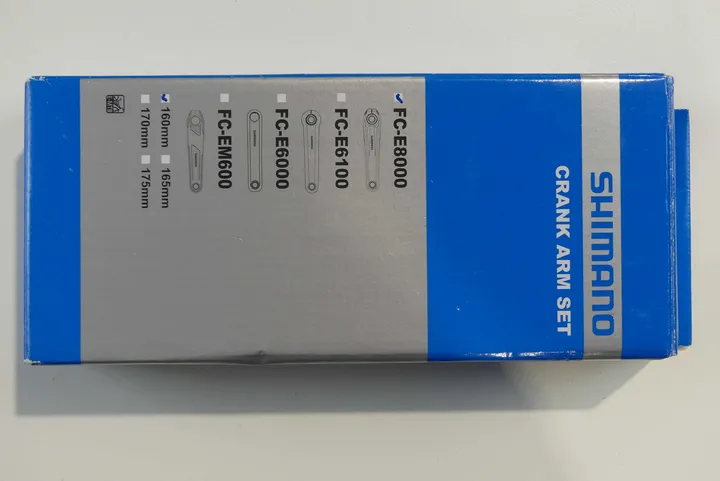 SHIMANO
CRANK ARM SET
FC-E8000
FC-E6100
FC-E6000
FC-EM600
160mm 165mm
170mm 175mm